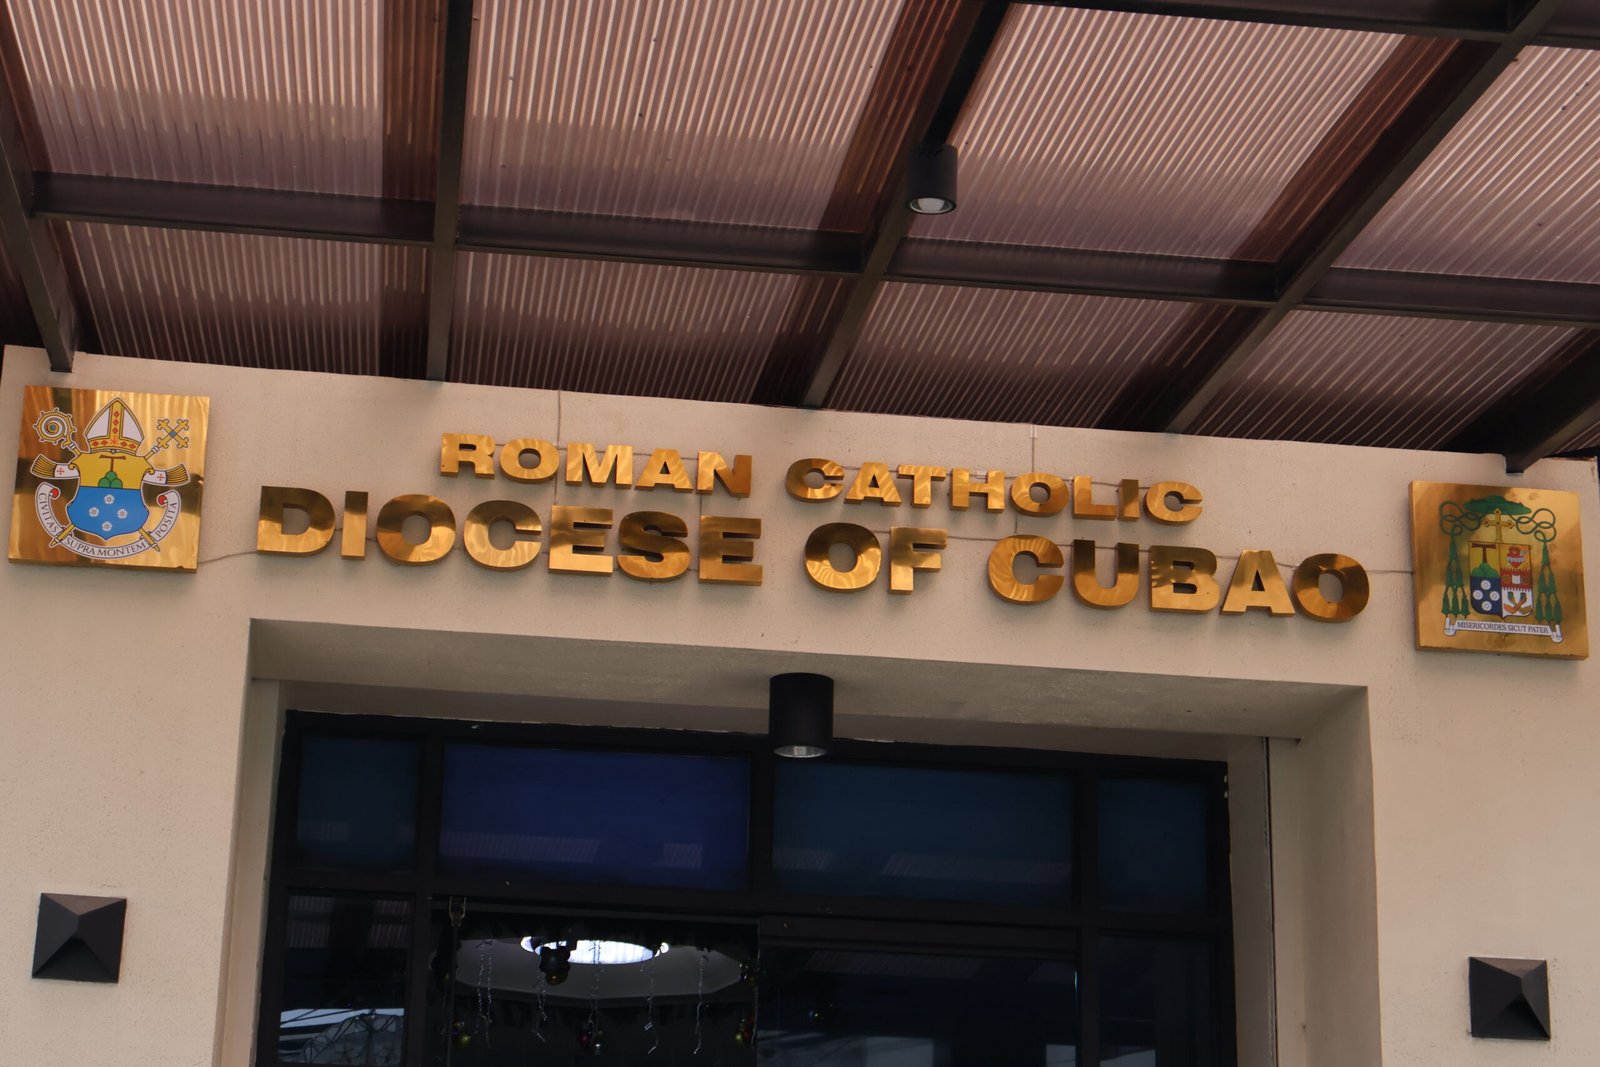 ROMAN CATHOLIC
DIOCESE OF CUBAO
CIVITAS SUPRA MONTEM POSITA
MISERICORDES SICUT PATER